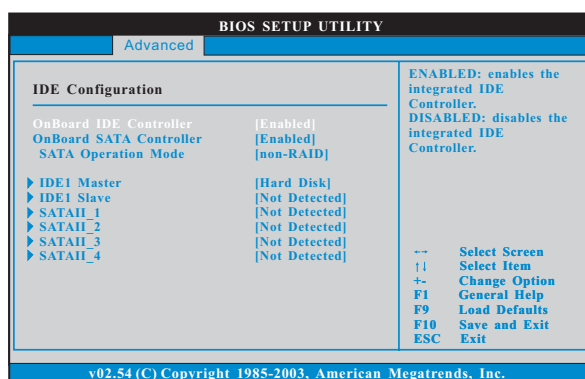 BIOS SETUP UTILITY
Advanced
IDE Configuration
OnBoard IDE Controller [Enabled]
OnBoard SATA Controller [Enabled]
SATA Operation Mode [non-RAID]
IDE1 Master [Hard Disk]
IDE1 Slave [Not Detected]
SATAII_1 [Not Detected]
SATAII_2 [Not Detected]
SATAII_3 [Not Detected]
SATAII_4 [Not Detected]
ENABLED: enables the
integrated IDE
Controller.
DISABLED: disables the
integrated IDE
Controller.
↔ Select Screen
↑↓ Select Item
+- Change Option
F1 General Help
F9 Load Defaults
F10 Save and Exit
ESC Exit
v02.54 (C) Copyright 1985-2003, American Megatrends, Inc.